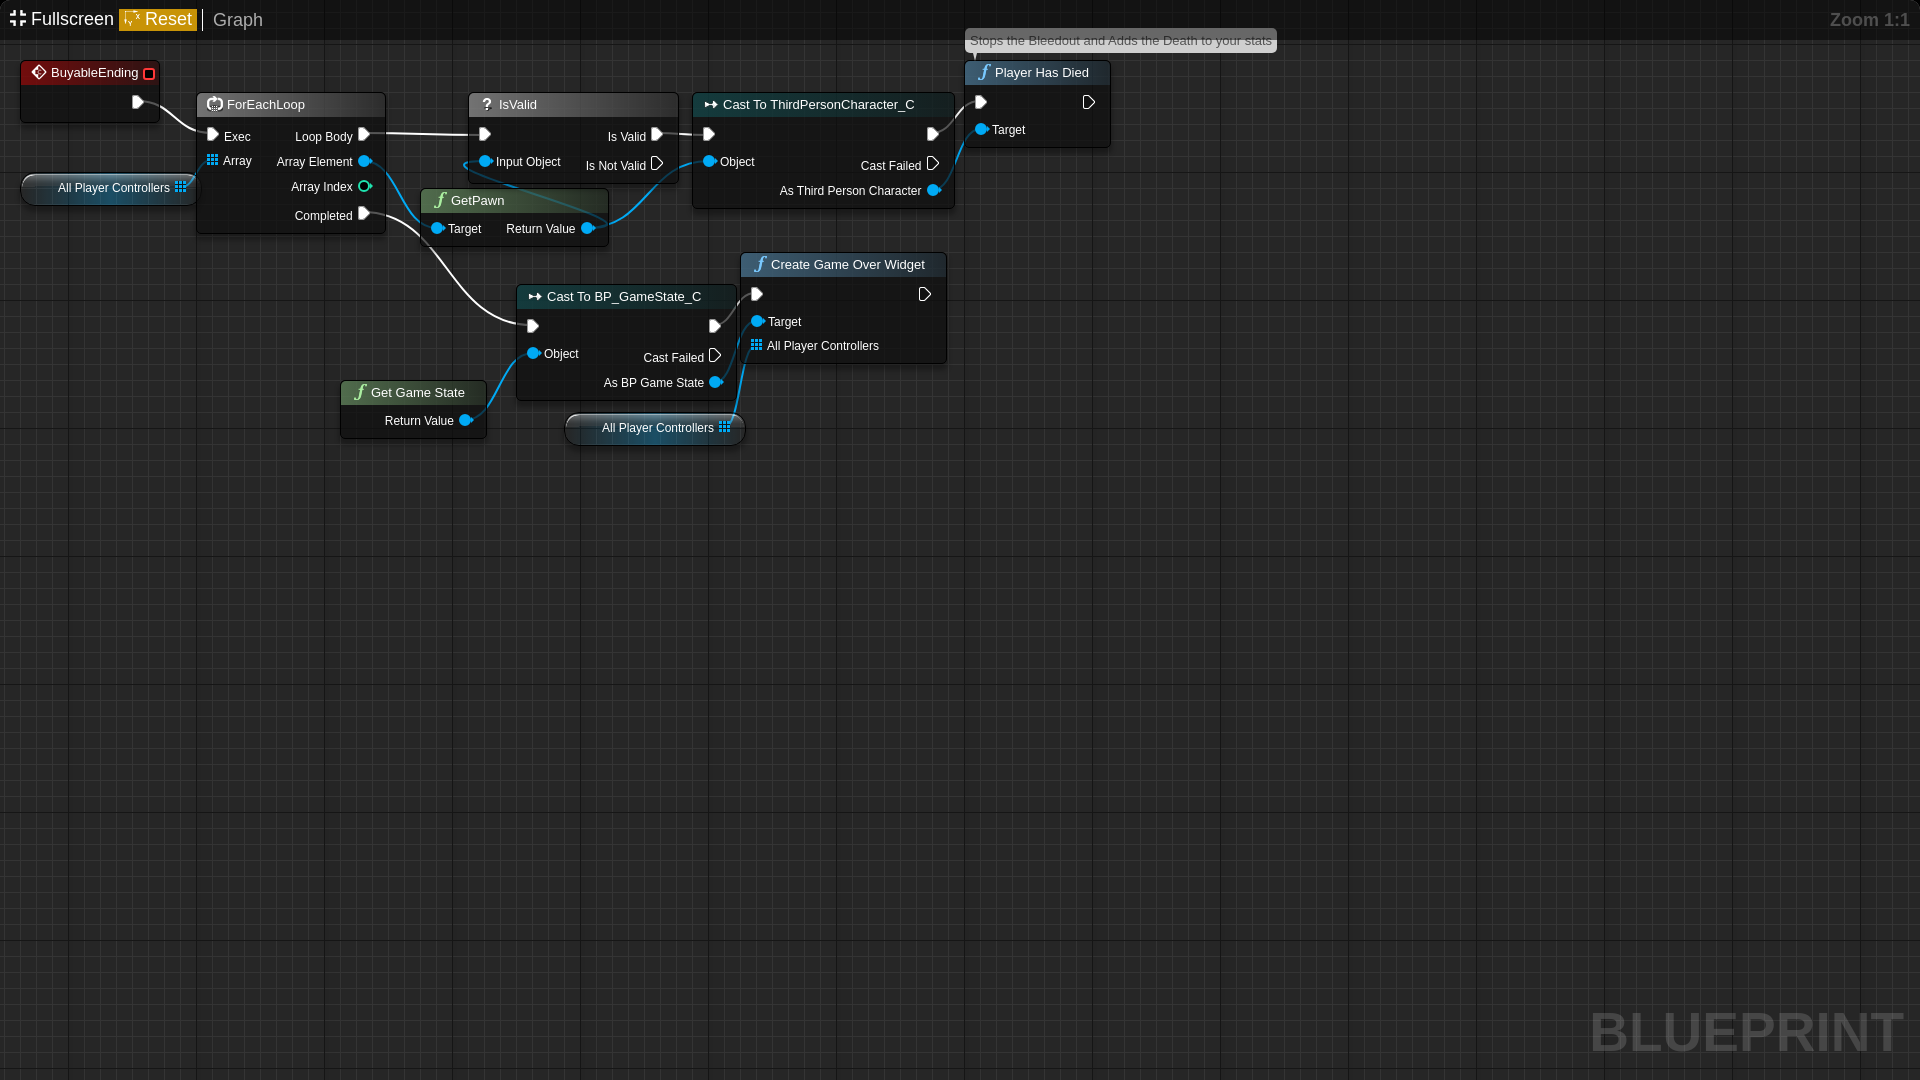 Fullscreen Reset Graph
Zoom 1:1
Stops the Bleedout and Adds the Death to your stats
BuyableEnding
Player Has Died
Target
ForEachLoop
Exec
Loop Body
Array
Array Element
Array Index
Completed
All Player Controllers
? IsValid
Is Valid
Input Object
Is Not Valid
Cast To ThirdPersonCharacter_C
Object
Cast Failed
As Third Person Character
f GetPawn
Target
Return Value
f Create Game Over Widget
Target
All Player Controllers
Cast To BP_GameState_C
Object
Cast Failed
As BP Game State
f Get Game State
Return Value
All Player Controllers
BLUEPRINT